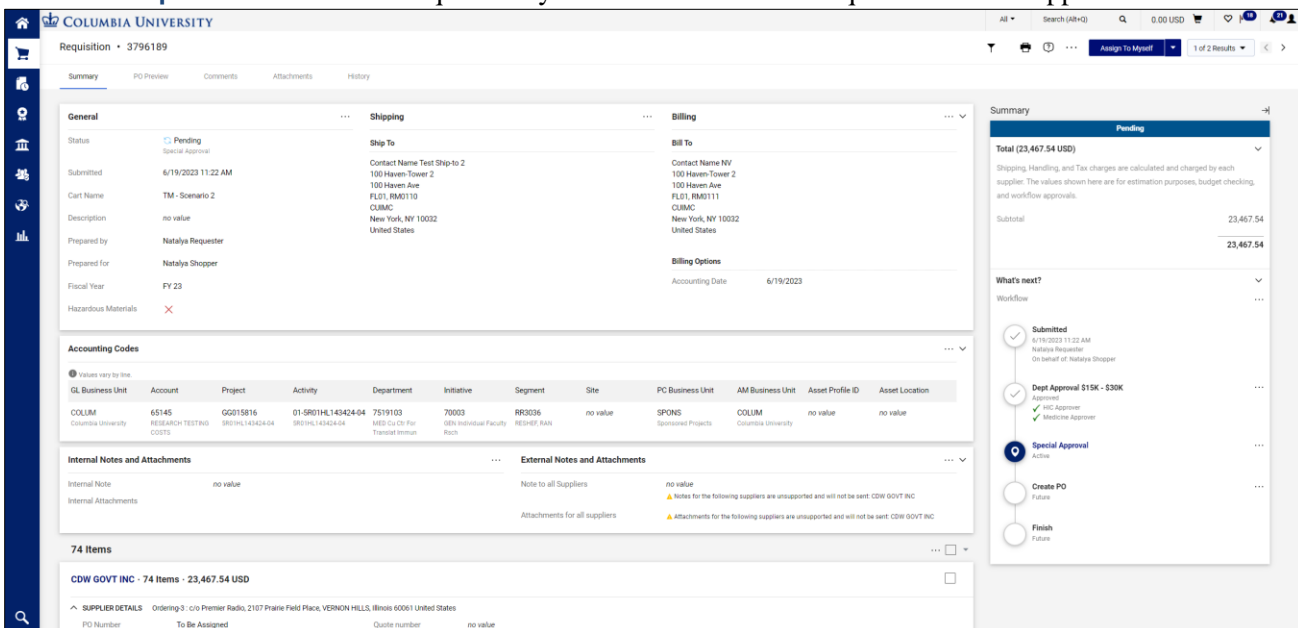 COLUMBIA UNIVERSITY
All
Search (Alt+Q)
0.00 USD
18
21
Requisition • 3796189
Assign To Myself
1 of 2 Results
Summary
PO Preview
Comments
Attachments
History
General
Status
Pending
Special Approval
Submitted
6/19/2023 11:22 AM
Cart Name
TM - Scenario 2
Description
no value
Prepared by
Natalya Requester
Prepared for
Natalya Shopper
Fiscal Year
FY 23
Hazardous Materials
Shipping
Ship To
Contact Name Test Ship-to 2
100 Haven-Tower 2
100 Haven Ave
FL01, RM0110
CUIMC
New York, NY 10032
United States
Billing
Bill To
Contact Name NV
100 Haven-Tower 2
100 Haven Ave
FL01, RM0111
CUIMC
New York, NY 10032
United States
Billing Options
Accounting Date
6/19/2023
Accounting Codes
Values vary by line.
GL Business Unit Account Project Activity Department Initiative Segment Site PC Business Unit AM Business Unit Asset Profile ID Asset Location
COLUM 65145 GG015816 01-5R01HL143424-04 7519103 70003 RR3036 no value SPONS COLUM no value no value
Columbia University RESEARCH TESTING 5R01HL143424-04 5R01HL143424-04 MED Cu Ctr For GEN Individual Faculty RESHEF, RAN Sponsored Projects Columbia University
COSTS Translat Immun Rsch
Internal Notes and Attachments
Internal Note
no value
Internal Attachments
External Notes and Attachments
Note to all Suppliers
no value
Notes for the following suppliers are unsupported and will not be sent: CDW GOVT INC
Attachments for all suppliers
Attachments for the following suppliers are unsupported and will not be sent: CDW GOVT INC
74 Items
CDW GOVT INC · 74 Items · 23,467.54 USD
SUPPLIER DETAILS Ordering-3 : c/o Premier Radio, 2107 Prairie Field Place, VERNON HILLS, Illinois 60061 United States
PO Number
To Be Assigned
Quote number
no value
Summary
Pending
Total (23,467.54 USD)
Shipping, Handling, and Tax charges are calculated and charged by each
supplier. The values shown here are for estimation purposes, budget checking,
and workflow approvals.
Subtotal
23,467.54
23,467.54
What's next?
Workflow
Submitted
6/19/2023 11:22 AM
Natalya Requester
On behalf of: Natalya Shopper
Dept Approval $15K - $30K
Approved
HIC Approver
Medicine Approver
Special Approval
Active
Create PO
Future
Finish
Future